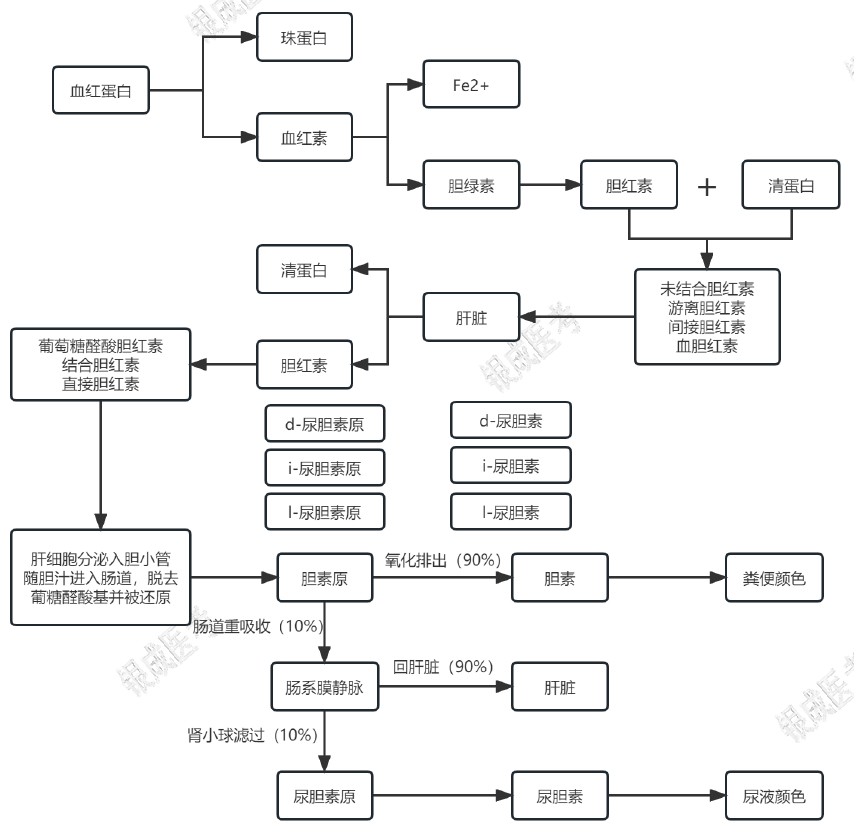 银成医考
珠蛋白
血红蛋白
Fe2+
血红素
胆绿素
胆红素
+
清蛋白
清蛋白
未结合胆红素
游离胆红素
间接胆红素
血胆红素
肝脏
银成医考
葡萄糖醛酸胆红素
结合胆红素
直接胆红素
胆红素
d-尿胆素原
d-尿胆素
i-尿胆素原
i-尿胆素
l-尿胆素原
l-尿胆素
肝细胞分泌入胆小管
随胆汁进入肠道，脱去
葡糖醛酸基并被还原
胆素原
氧化排出（90%）
胆素
粪便颜色
肠道重吸收（10%）
银成医考
肠系膜静脉
回肝脏（90%）
肝脏
银成医考
肾小球滤过（10%）
尿胆素原
尿胆素
尿液颜色